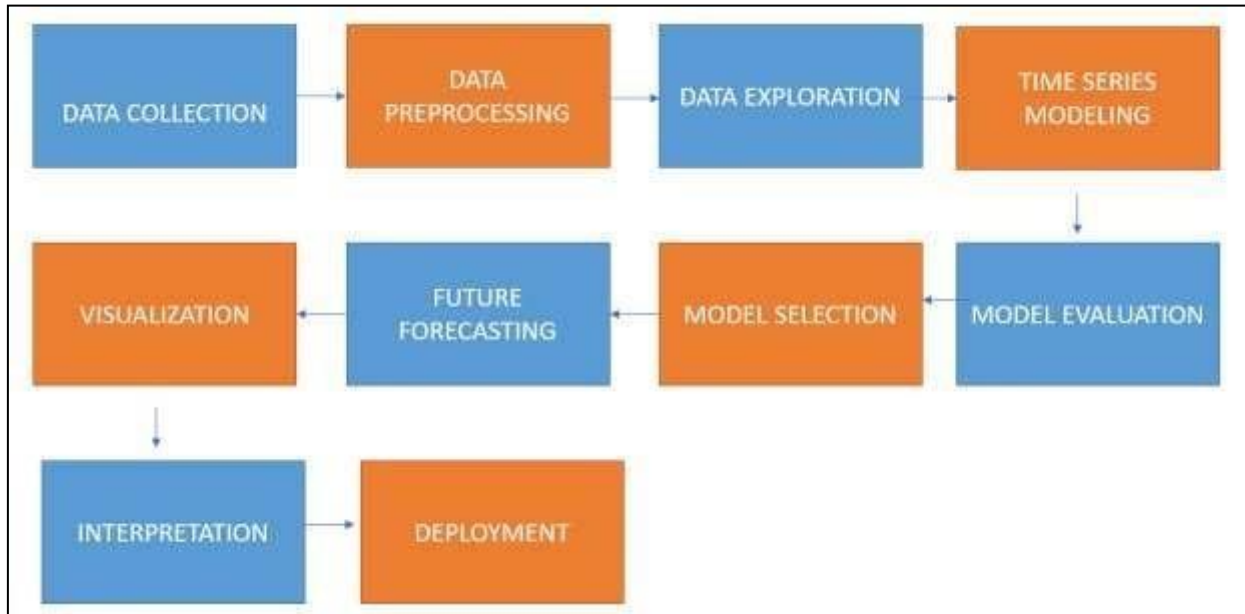 DATA COLLECTION
DATA
PREPROCESSING
DATA EXPLORATION
TIME SERIES
MODELING
MODEL EVALUATION
MODEL SELECTION
FUTURE
FORECASTING
VISUALIZATION
INTERPRETATION
DEPLOYMENT